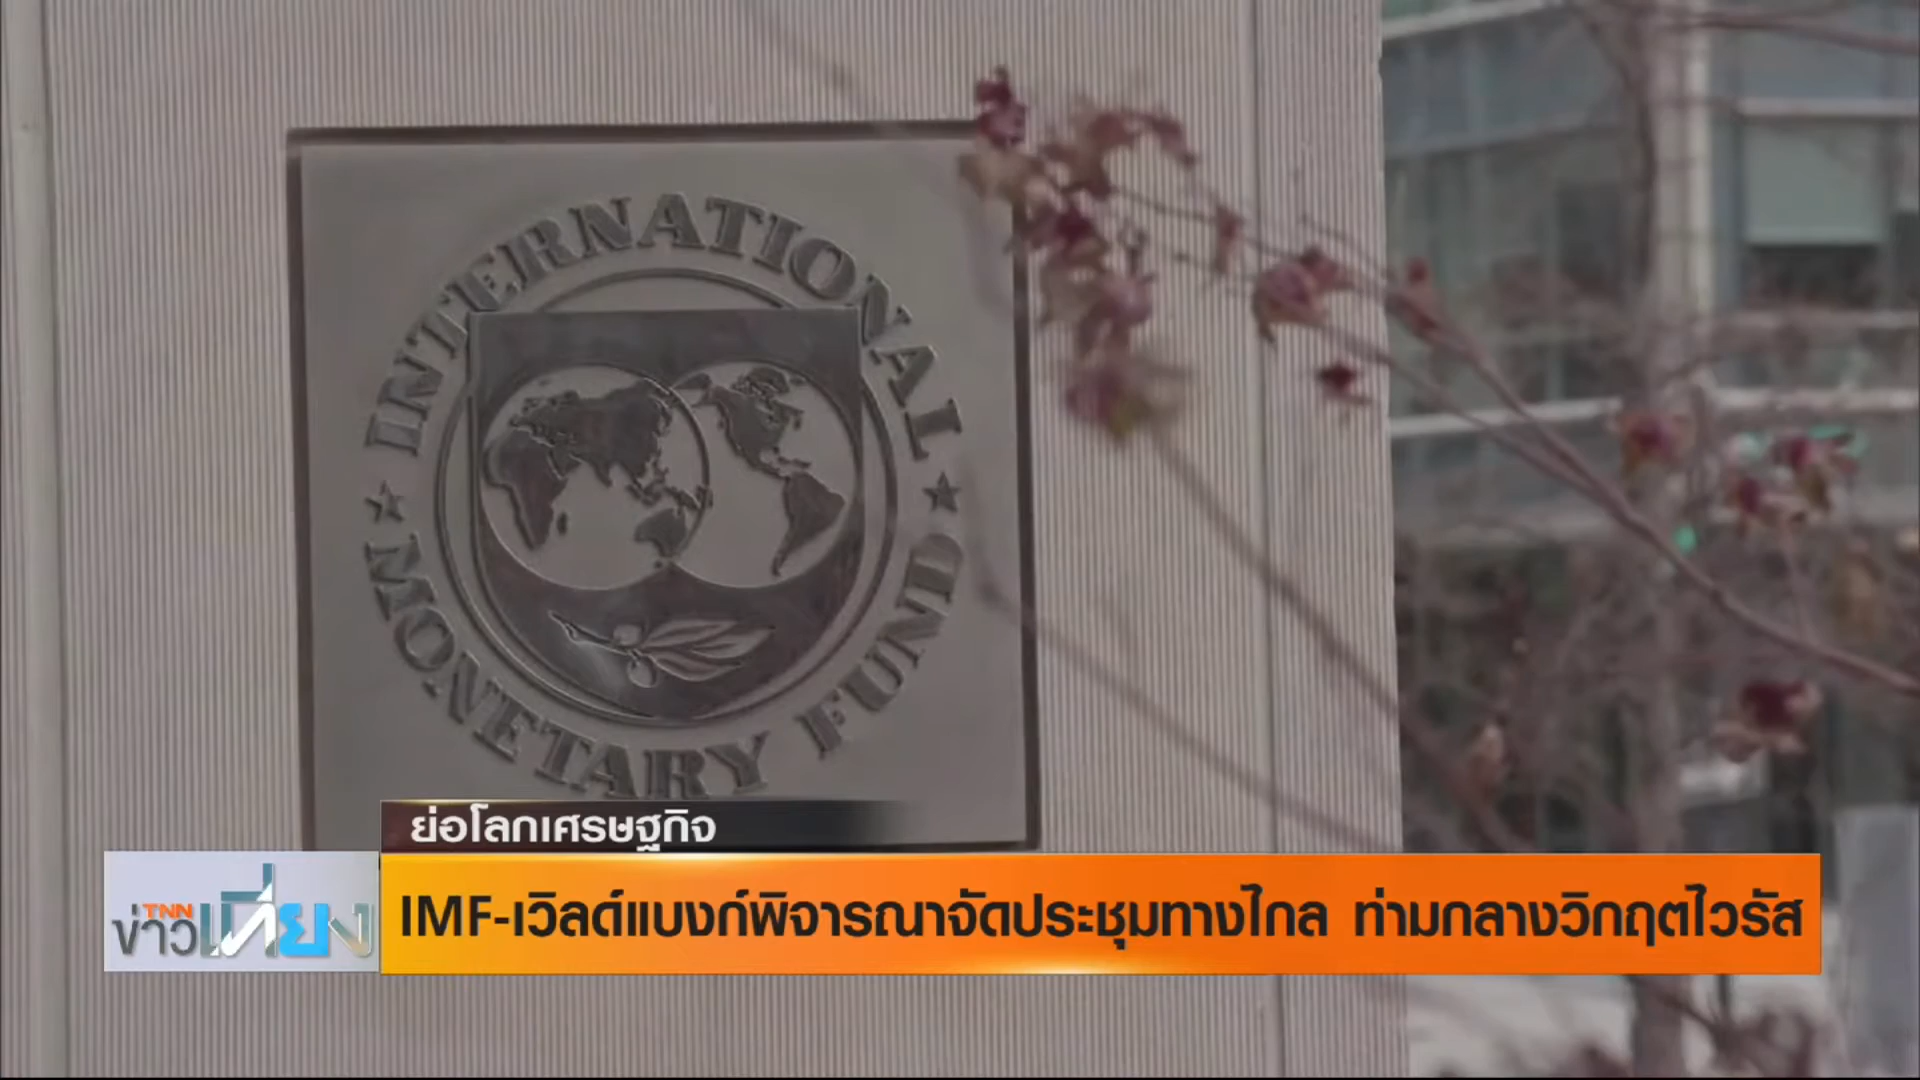 INTERNATIONAL
MONETARY FUND
ย่อโลกเศรษฐกิจ
TNN
ข่าวเที่ยง
IMF-เวิลด์แบงก์พิจารณาจัดประชุมทางไกล ท่ามกลางวิกฤตไวรัส